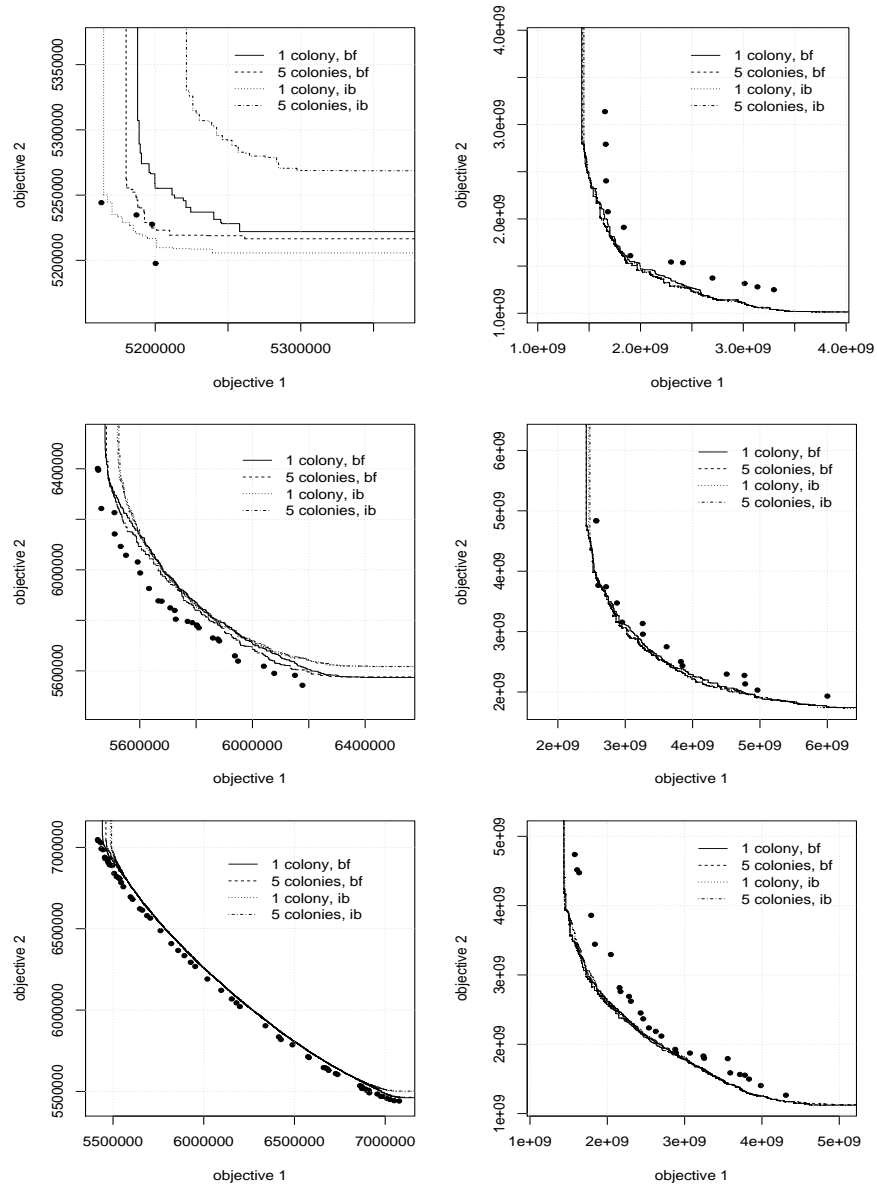 5200000 5250000 5300000 5350000
objective 2
1 colony, bf
5 colonies, bf
1 colony, ib
5 colonies, ib
5200000 5300000
objective 1
1.0e+09 2.0e+09 3.0e+09 4.0e+09
objective 2
1 colony, bf
5 colonies, bf
1 colony, ib
5 colonies, ib
1.0e+09 2.0e+09 3.0e+09 4.0e+09
objective 1
5600000 6000000 6400000
objective 2
1 colony, bf
5 colonies, bf
1 colony, ib
5 colonies, ib
5600000 6000000 6400000
objective 1
2e+09 3e+09 4e+09 5e+09 6e+09
objective 2
1 colony, bf
5 colonies, bf
1 colony, ib
5 colonies, ib
2e+09 3e+09 4e+09 5e+09 6e+09
objective 1
5500000 6000000 6500000 7000000
objective 2
1 colony, bf
5 colonies, bf
1 colony, ib
5 colonies, ib
5500000 6000000 6500000 7000000
objective 1
1e+09 2e+09 3e+09 4e+09 5e+09
objective 2
1 colony, bf
5 colonies, bf
1 colony, ib
5 colonies, ib
1e+09 2e+09 3e+09 4e+09 5e+09
objective 1